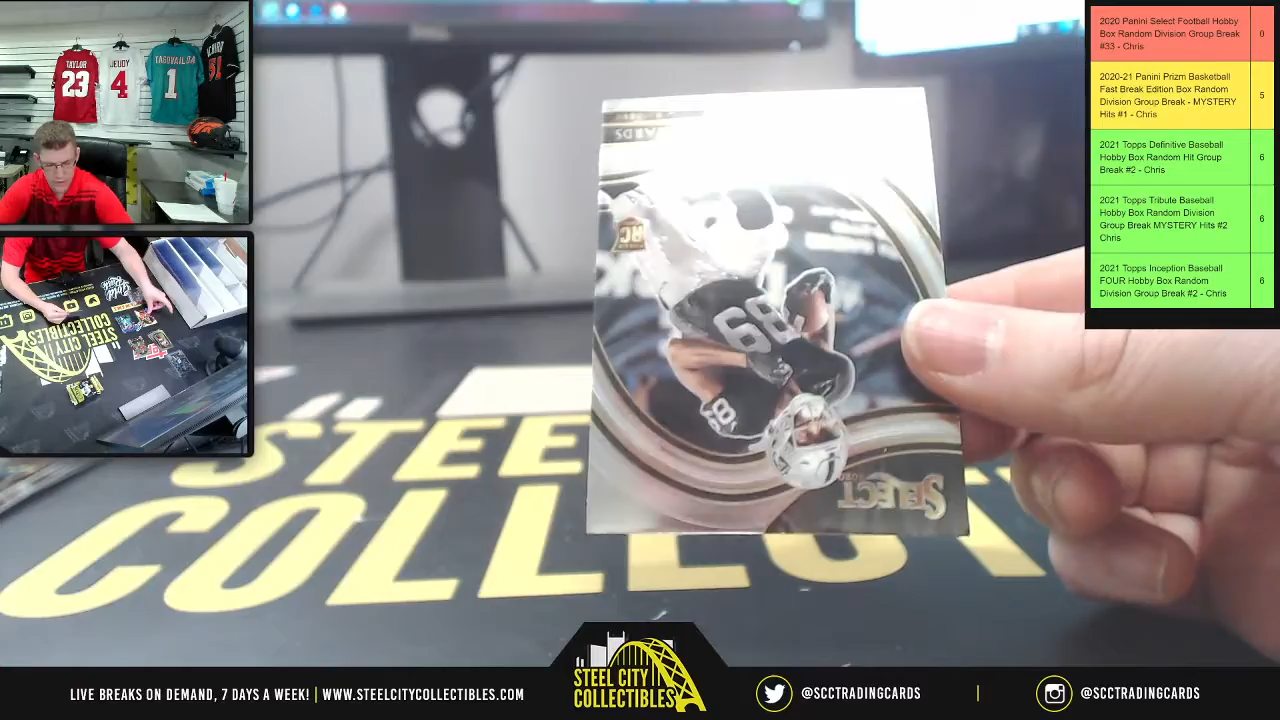 TAYLOR
23
JEUDY
4
TAGOVAILOA
1
51
STEEL CITY
COLLECTIBLES
STEE
COLLECT
CARDS
RC
89
SELECT
2020 Panini Select Football Hobby
Box Random Division Group Break
#33 - Chris
0
2020-21 Panini Prizm Basketball
Fast Break Edition Box Random
Division Group Break - MYSTERY
Hits #1 - Chris
5
2021 Topps Definitive Baseball
Hobby Box Random Hit Group
Break #2 - Chris
6
2021 Topps Tribute Baseball
Hobby Box Random Division
Group Break MYSTERY Hits #2
Chris
6
2021 Topps Inception Baseball
FOUR Hobby Box Random
Division Group Break #2 - Chris
6
LIVE BREAKS ON DEMAND, 7 DAYS A WEEK! | WWW.STEELCITYCOLLECTIBLES.COM
STEEL CITY
COLLECTIBLES
@SCCTRADINGCARDS
@SCCTRADINGCARDS